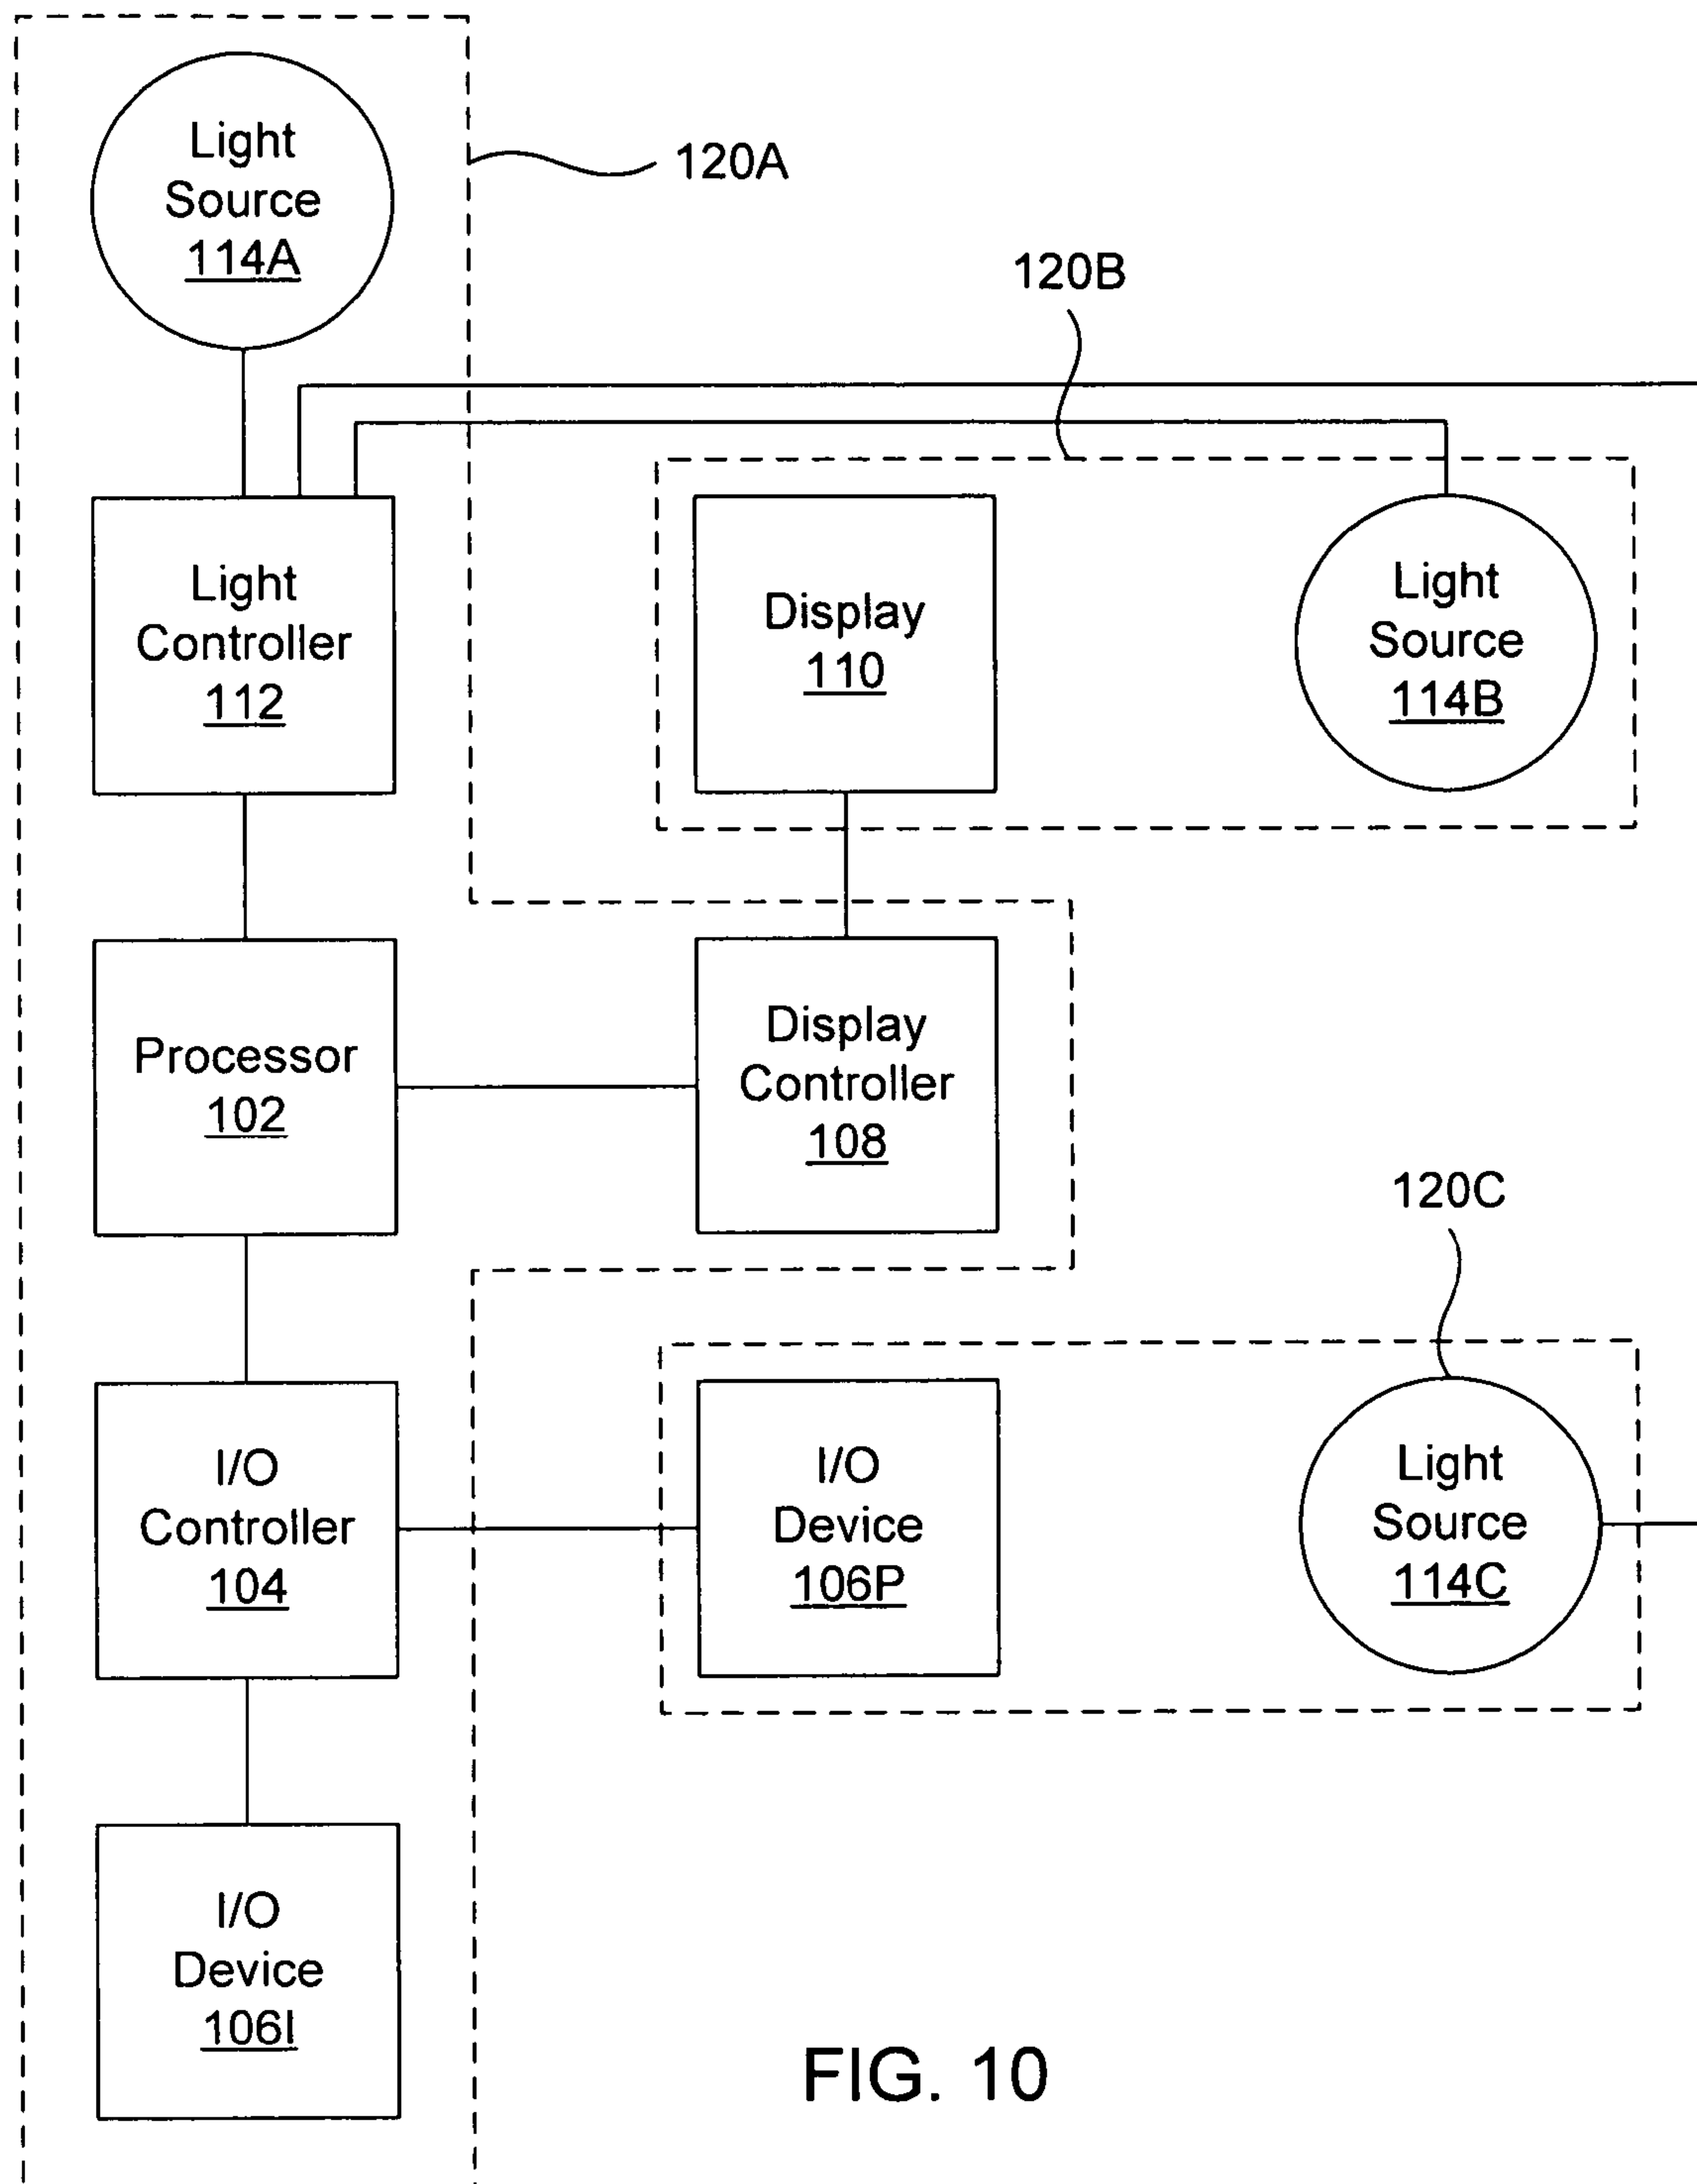 Light
Source
114A
120A
120B
Light
Controller
112
Display
110
Light
Source
114B
Processor
102
Display
Controller
108
120C
I/O
Controller
104
I/O
Device
106P
Light
Source
114C
I/O
Device
106I
FIG. 10